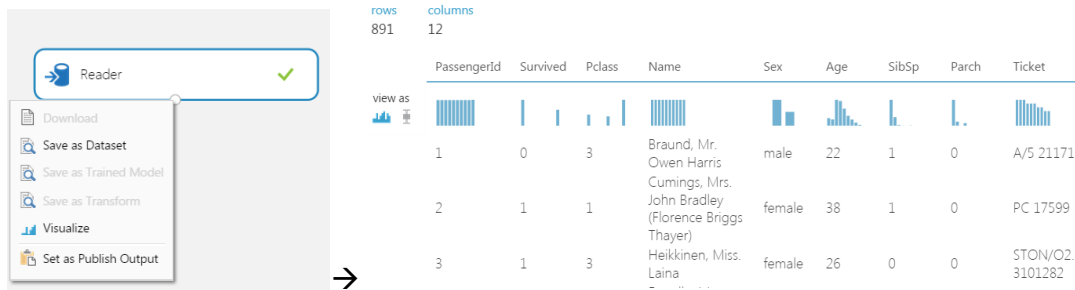 Reader
Download
Save as Dataset
Save as Trained Model
Save as Transform
Visualize
Set as Publish Output
→
rows columns
891 12
PassengerId Survived Pclass Name Sex Age SibSp Parch Ticket
view as
1 0 3 Braund, Mr. Owen Harris male 22 1 0 A/5 21171
2 1 1 Cumings, Mrs. John Bradley (Florence Briggs Thayer) female 38 1 0 PC 17599
3 1 3 Heikkinen, Miss. Laina female 26 0 0 STON/O2. 3101282